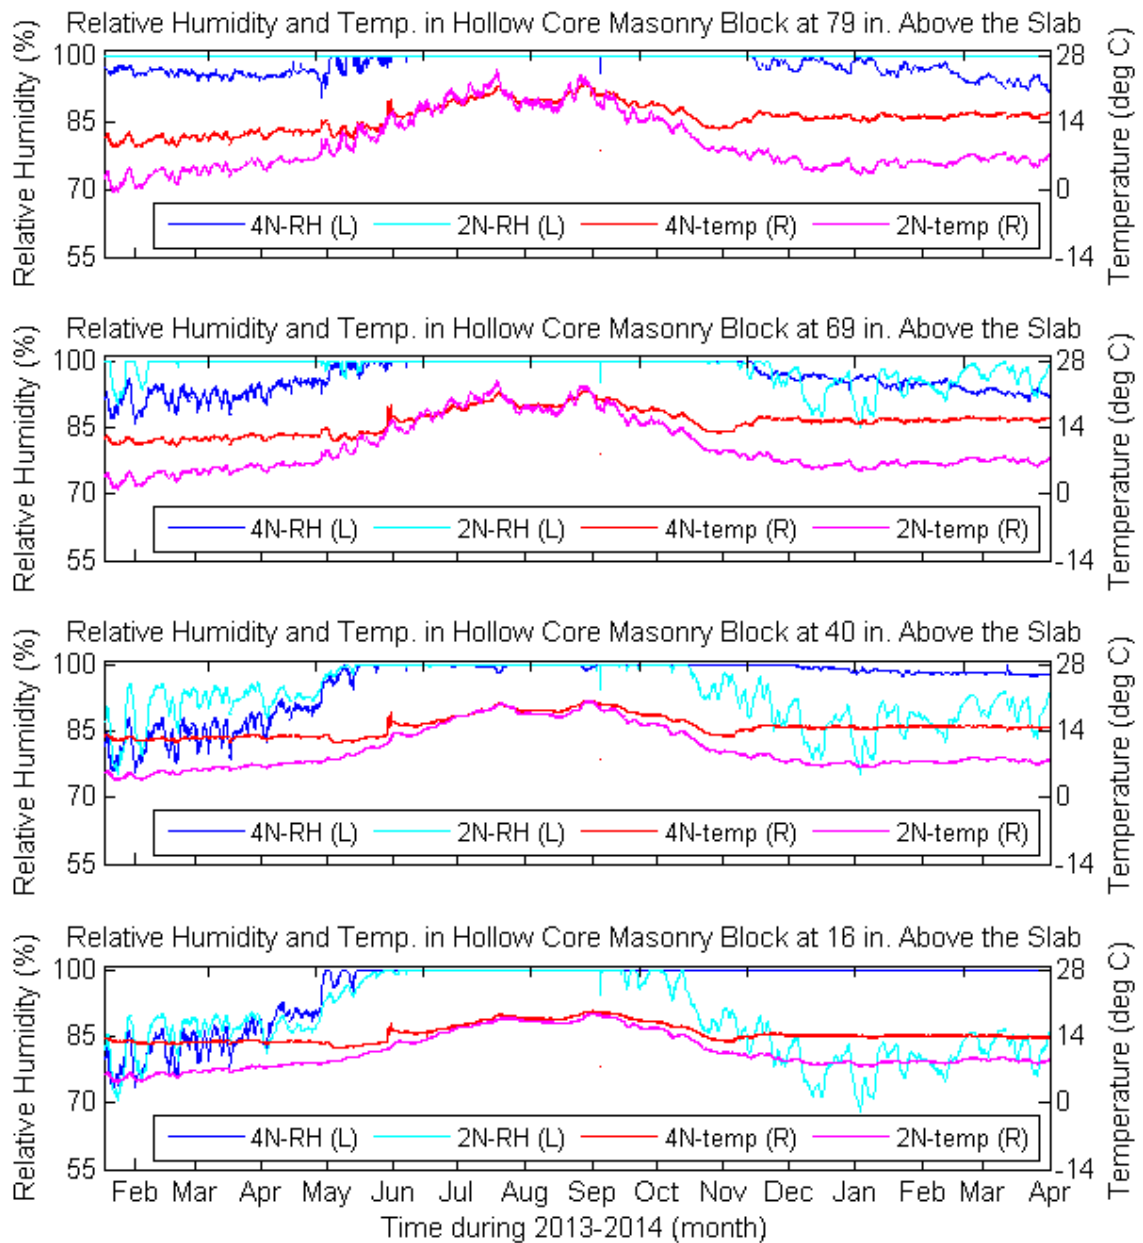 Relative Humidity and Temp. in Hollow Core Masonry Block at 79 in. Above the Slab
Relative Humidity (%)
100
85
70
55
28
14
0
-14
Temperature (deg C)
4N-RH (L) 2N-RH (L) 4N-temp (R) 2N-temp (R)
Relative Humidity and Temp. in Hollow Core Masonry Block at 69 in. Above the Slab
Relative Humidity (%)
100
85
70
55
28
14
0
-14
Temperature (deg C)
4N-RH (L) 2N-RH (L) 4N-temp (R) 2N-temp (R)
Relative Humidity and Temp. in Hollow Core Masonry Block at 40 in. Above the Slab
Relative Humidity (%)
100
85
70
55
28
14
0
-14
Temperature (deg C)
4N-RH (L) 2N-RH (L) 4N-temp (R) 2N-temp (R)
Relative Humidity and Temp. in Hollow Core Masonry Block at 16 in. Above the Slab
Relative Humidity (%)
100
85
70
55
28
14
0
-14
Temperature (deg C)
4N-RH (L) 2N-RH (L) 4N-temp (R) 2N-temp (R)
Feb Mar Apr May Jun Jul Aug Sep Oct Nov Dec Jan Feb Mar Apr
Time during 2013-2014 (month)